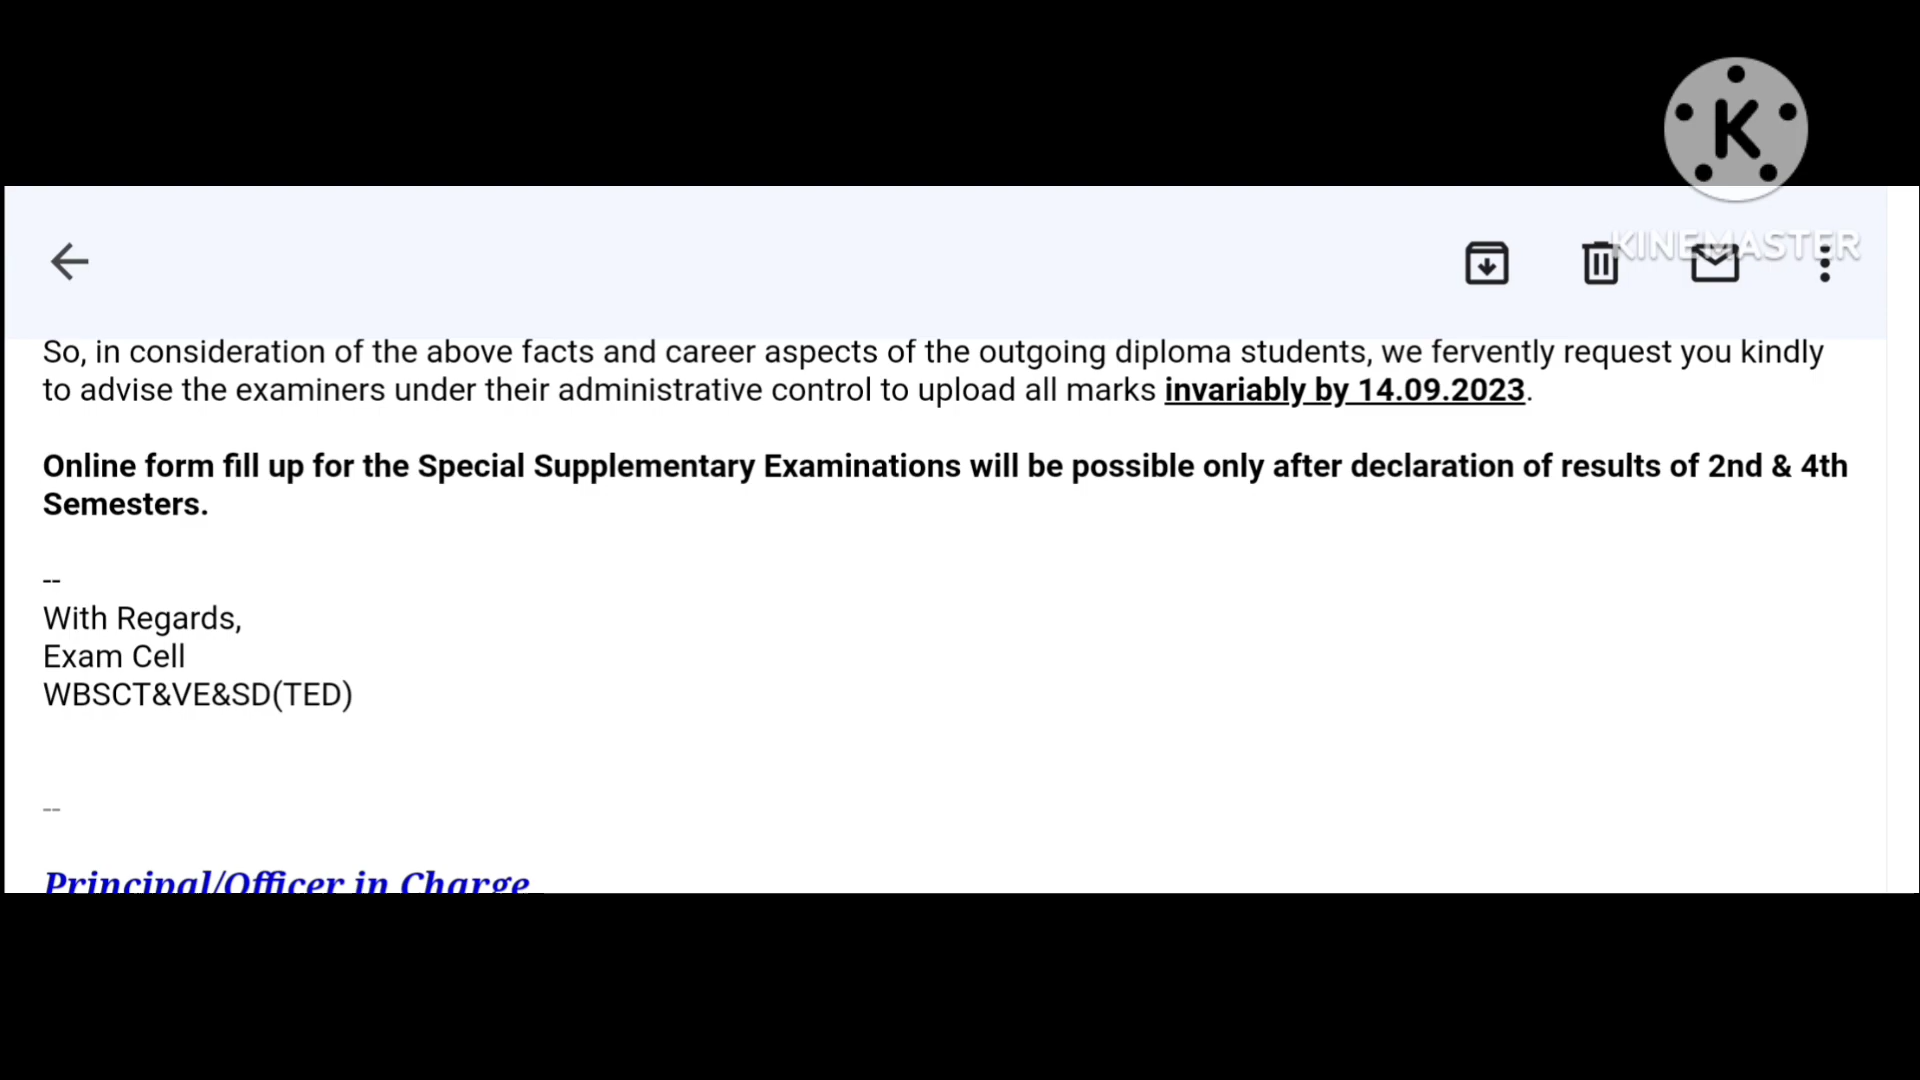 K
KINEMASTER
So, in consideration of the above facts and career aspects of the outgoing diploma students, we fervently request you kindly
to advise the examiners under their administrative control to upload all marks invariably by 14.09.2023.
Online form fill up for the Special Supplementary Examinations will be possible only after declaration of results of 2nd & 4th
Semesters.
--
With Regards,
Exam Cell
WBSCT&VE&SD(TED)
--
Principal/Officer in Charge